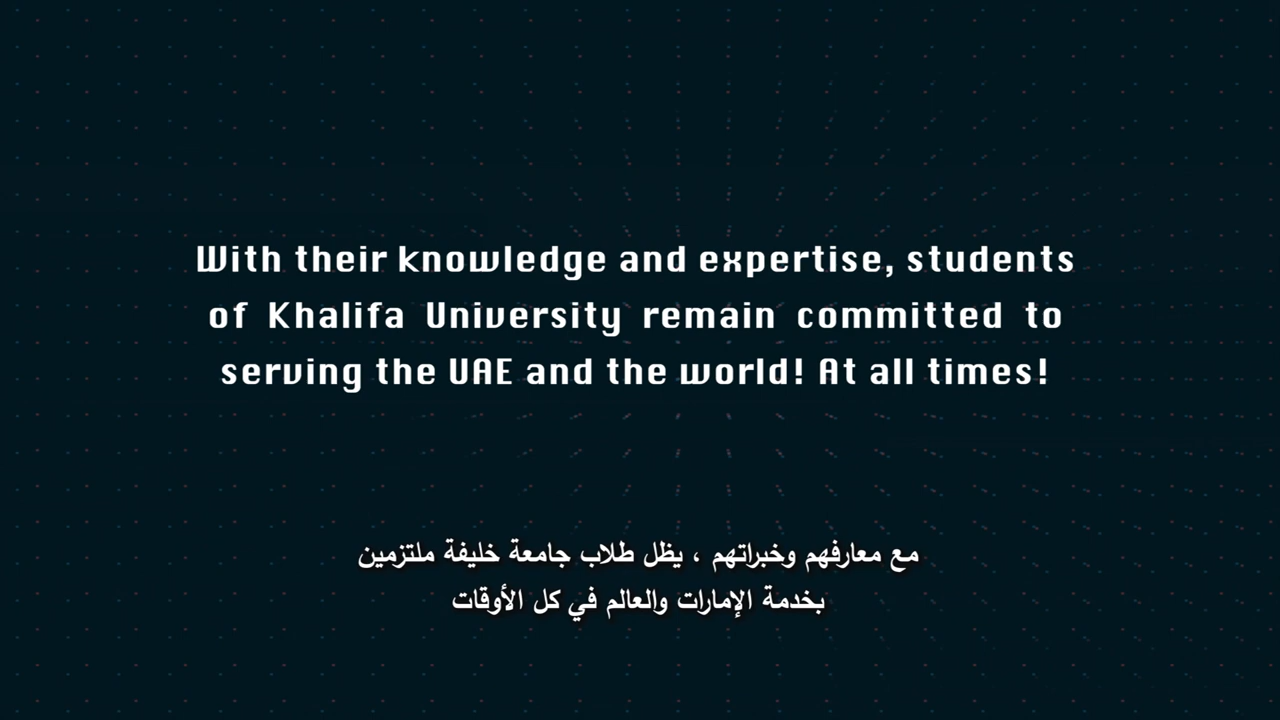 With their knowledge and expertise, students
of Khalifa University remain committed to
serving the UAE and the world! At all times!
مع معارفهم وخبراتهم ، يظل طلاب جامعة خليفة ملتزمين
بخدمة الإمارات والعالم في كل الأوقات